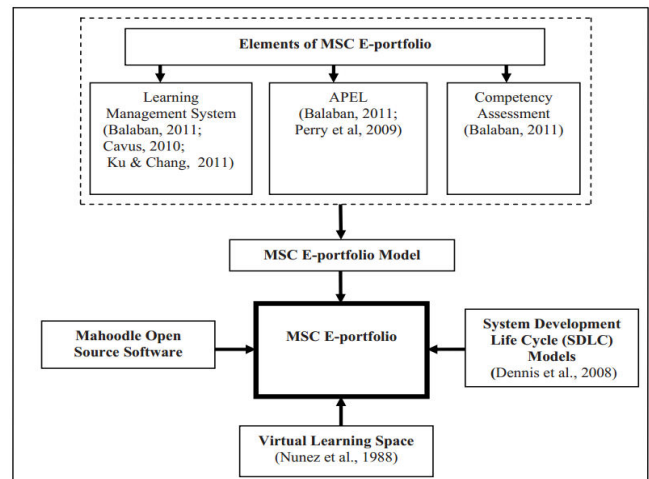 Elements of MSC E-portfolio
Learning
Management System
(Balaban, 2011;
Cavus, 2010;
Ku & Chang, 2011)
APEL
(Balaban, 2011;
Perry et al, 2009)
Competency
Assessment
(Balaban, 2011)
MSC E-portfolio Model
Mahoodle Open
Source Software
MSC E-portfolio
System Development
Life Cycle (SDLC)
Models
(Dennis et al., 2008)
Virtual Learning Space
(Nunez et al., 1988)